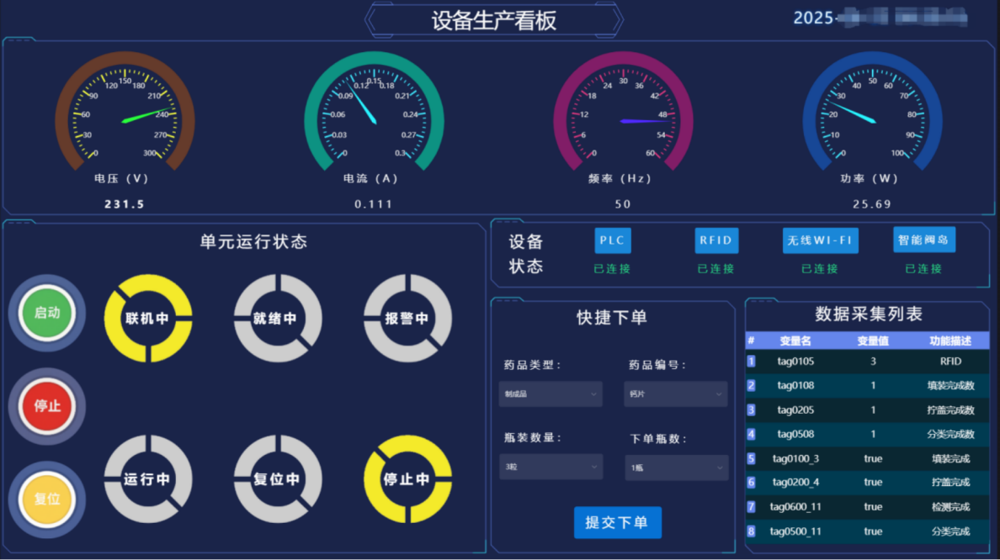 设备生产看板
2025-
0 30 60 90 120 150 180 210 240 270 300
电压 (V)
231.5
0 0.03 0.06 0.09 0.12 0.15 0.18 0.21 0.24 0.27 0.3
电流 (A)
0.111
0 6 12 18 24 30 36 42 48 54 60
频率 (Hz)
50
0 10 20 30 40 50 60 70 80 90 100
功率 (W)
25.69
单元运行状态
启动
停止
复位
联机中
就绪中
报警中
运行中
复位中
停止中
设备
状态
PLC
已连接
RFID
已连接
无线WI-FI
已连接
智能阀岛
已连接
快捷下单
药品类型:
制成品
药品编号:
钙片
瓶装数量:
3粒
下单瓶数:
1瓶
提交下单
数据采集列表
# 变量名 变量值 功能描述
1 tag0105 3 RFID
2 tag0108 1 填装完成数
3 tag0205 1 拧盖完成数
4 tag0508 1 分类完成数
5 tag0100_3 true 填装完成
6 tag0200_4 true 拧盖完成
7 tag0600_11 true 检测完成
8 tag0500_11 true 分类完成